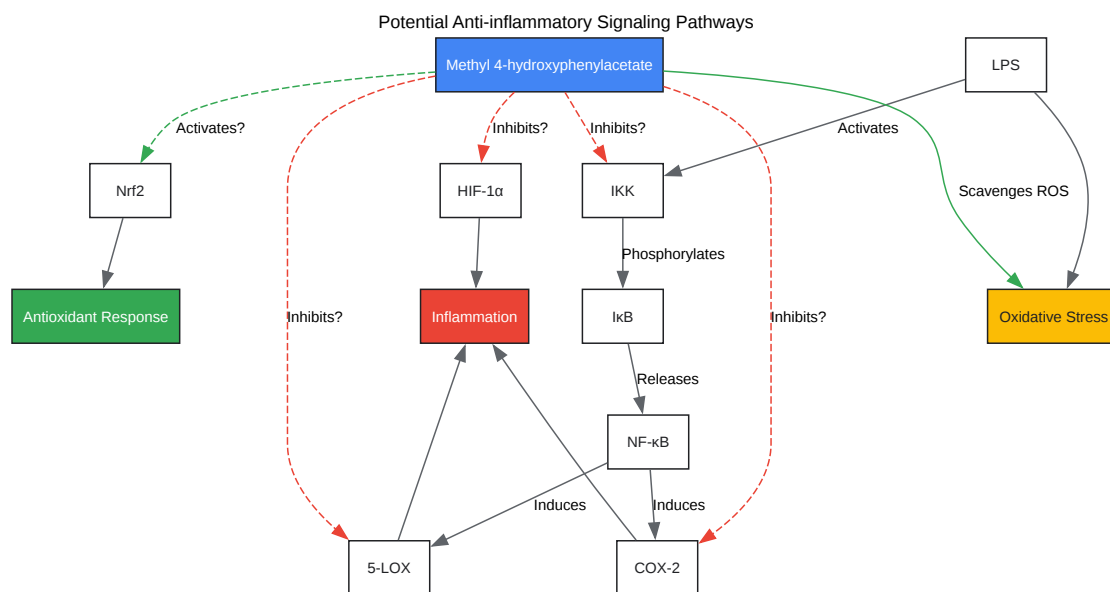 Potential Anti-inflammatory Signaling Pathways
Methyl 4-hydroxyphenylacetate
LPS
Activates?
Inhibits?
Inhibits?
Activates
Nrf2
HIF-1α
IKK
Scavenges ROS
Phosphorylates
Antioxidant Response
Inhibits?
Inflammation
IκB
Inhibits?
Oxidative Stress
Releases
NF-κB
Induces
Induces
5-LOX
COX-2